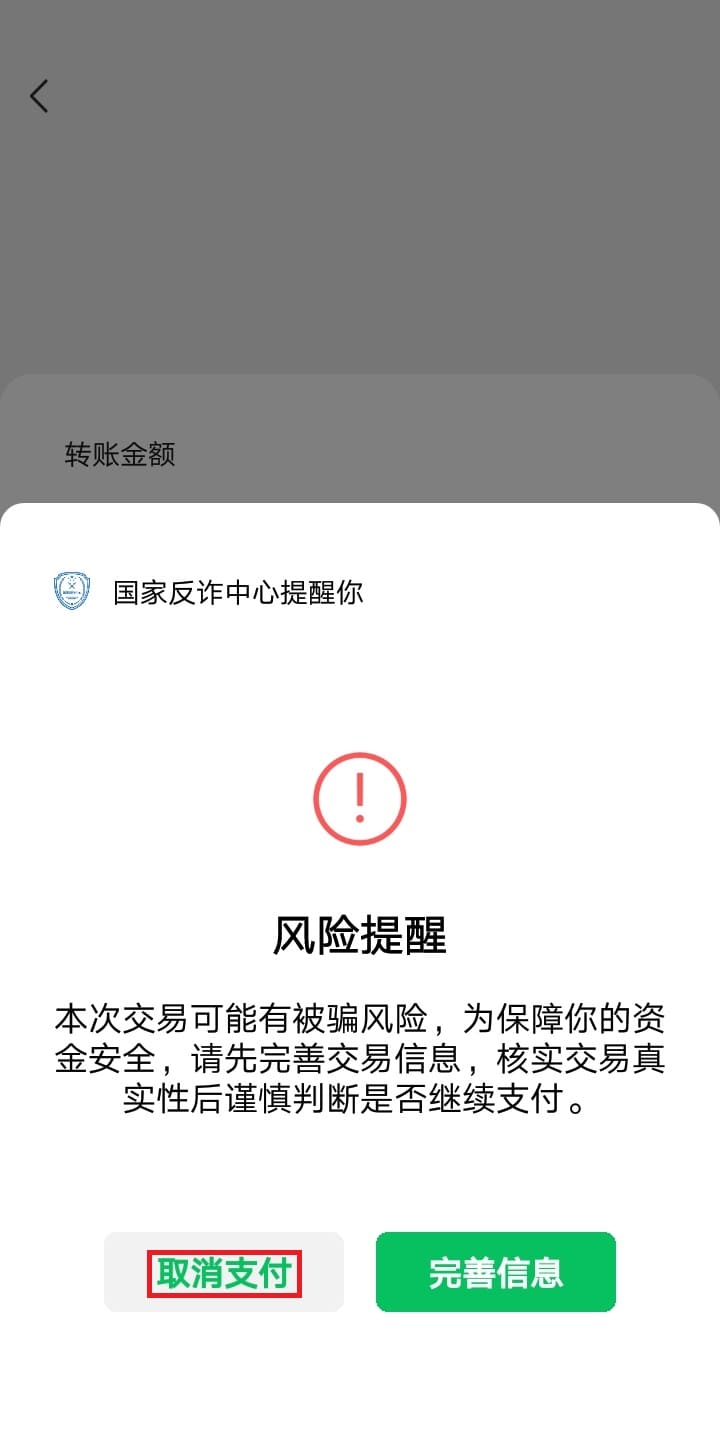 转账金额
国家反诈中心提醒你
风险提醒
本次交易可能有被骗风险，为保障你的资
金安全，请先完善交易信息，核实交易真
实性后谨慎判断是否继续支付。
取消支付
完善信息